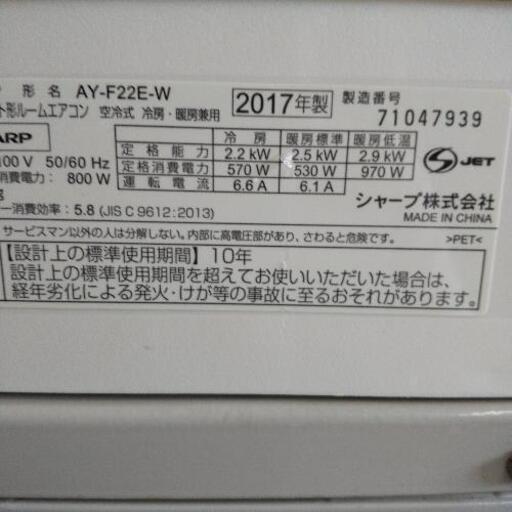 形 名 AY-F22E-W 2017年製 製造番号
ト形ルームエアコン 空冷式 冷房・暖房兼用 71047939
ARP 冷 房 暖房標準 暖房低温
定 格 能 力 2.2 kW 2.5 kW 2.9 kW
100 V 50/60 Hz 定格消費電力 570 W 530 W 970 W
消費電力: 800 W 運 転 電 流 6.6 A 6.1 A
S JET
ー消費効率: 5.8 (JIS C 9612:2013) シャープ株式会社
MADE IN CHINA
サービスマン以外の人は分解しない。内部に高電圧部があり、さわると危険です。 >PET<
【設計上の標準使用期間】10年
設計上の標準使用期間を超えてお使いいただいた場合は、
経年劣化による発火・けが等の事故に至るおそれがあります。